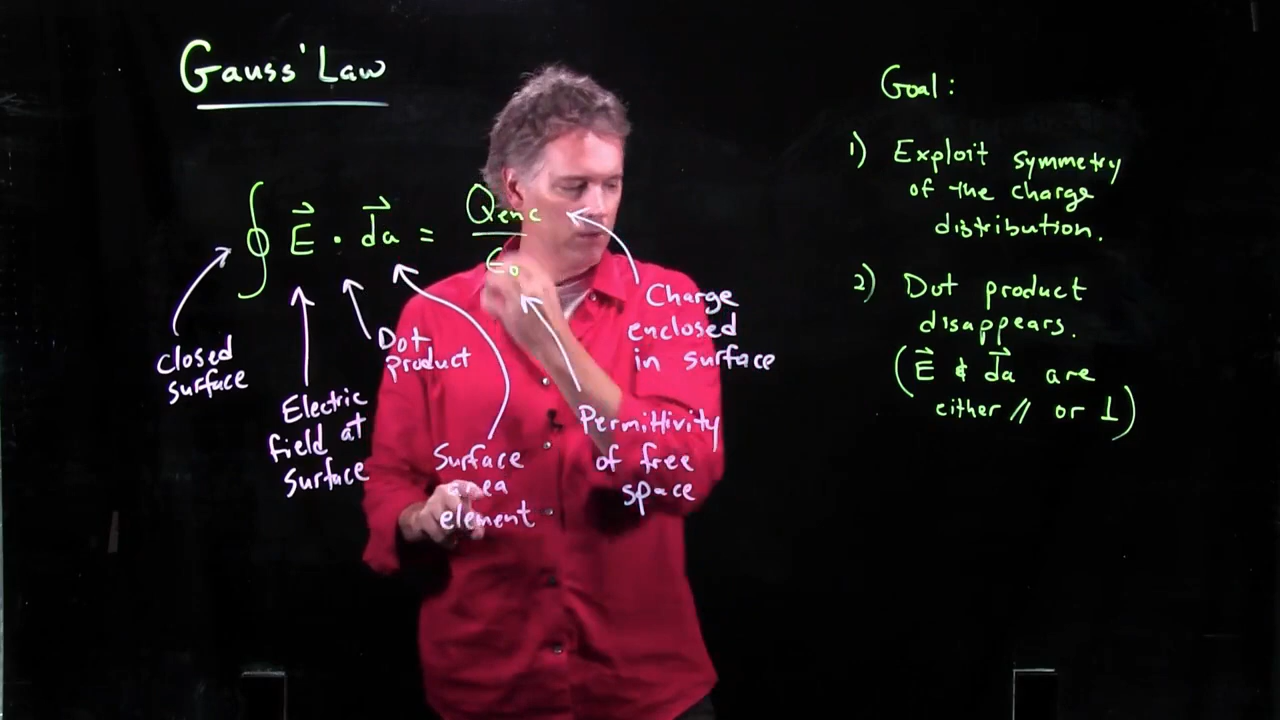 Gauss' Law
∮ E⃗ · d⃗a = Qenc / ε₀
Closed
surface
Electric
field at
surface
Dot
product
Surface
area
element
Permittivity
of free
space
Charge
enclosed
in surface
Goal:
1) Exploit symmetry
of the charge
distribution.
2) Dot product
disappears.
(E⃗ & d⃗a are
either // or ⊥)